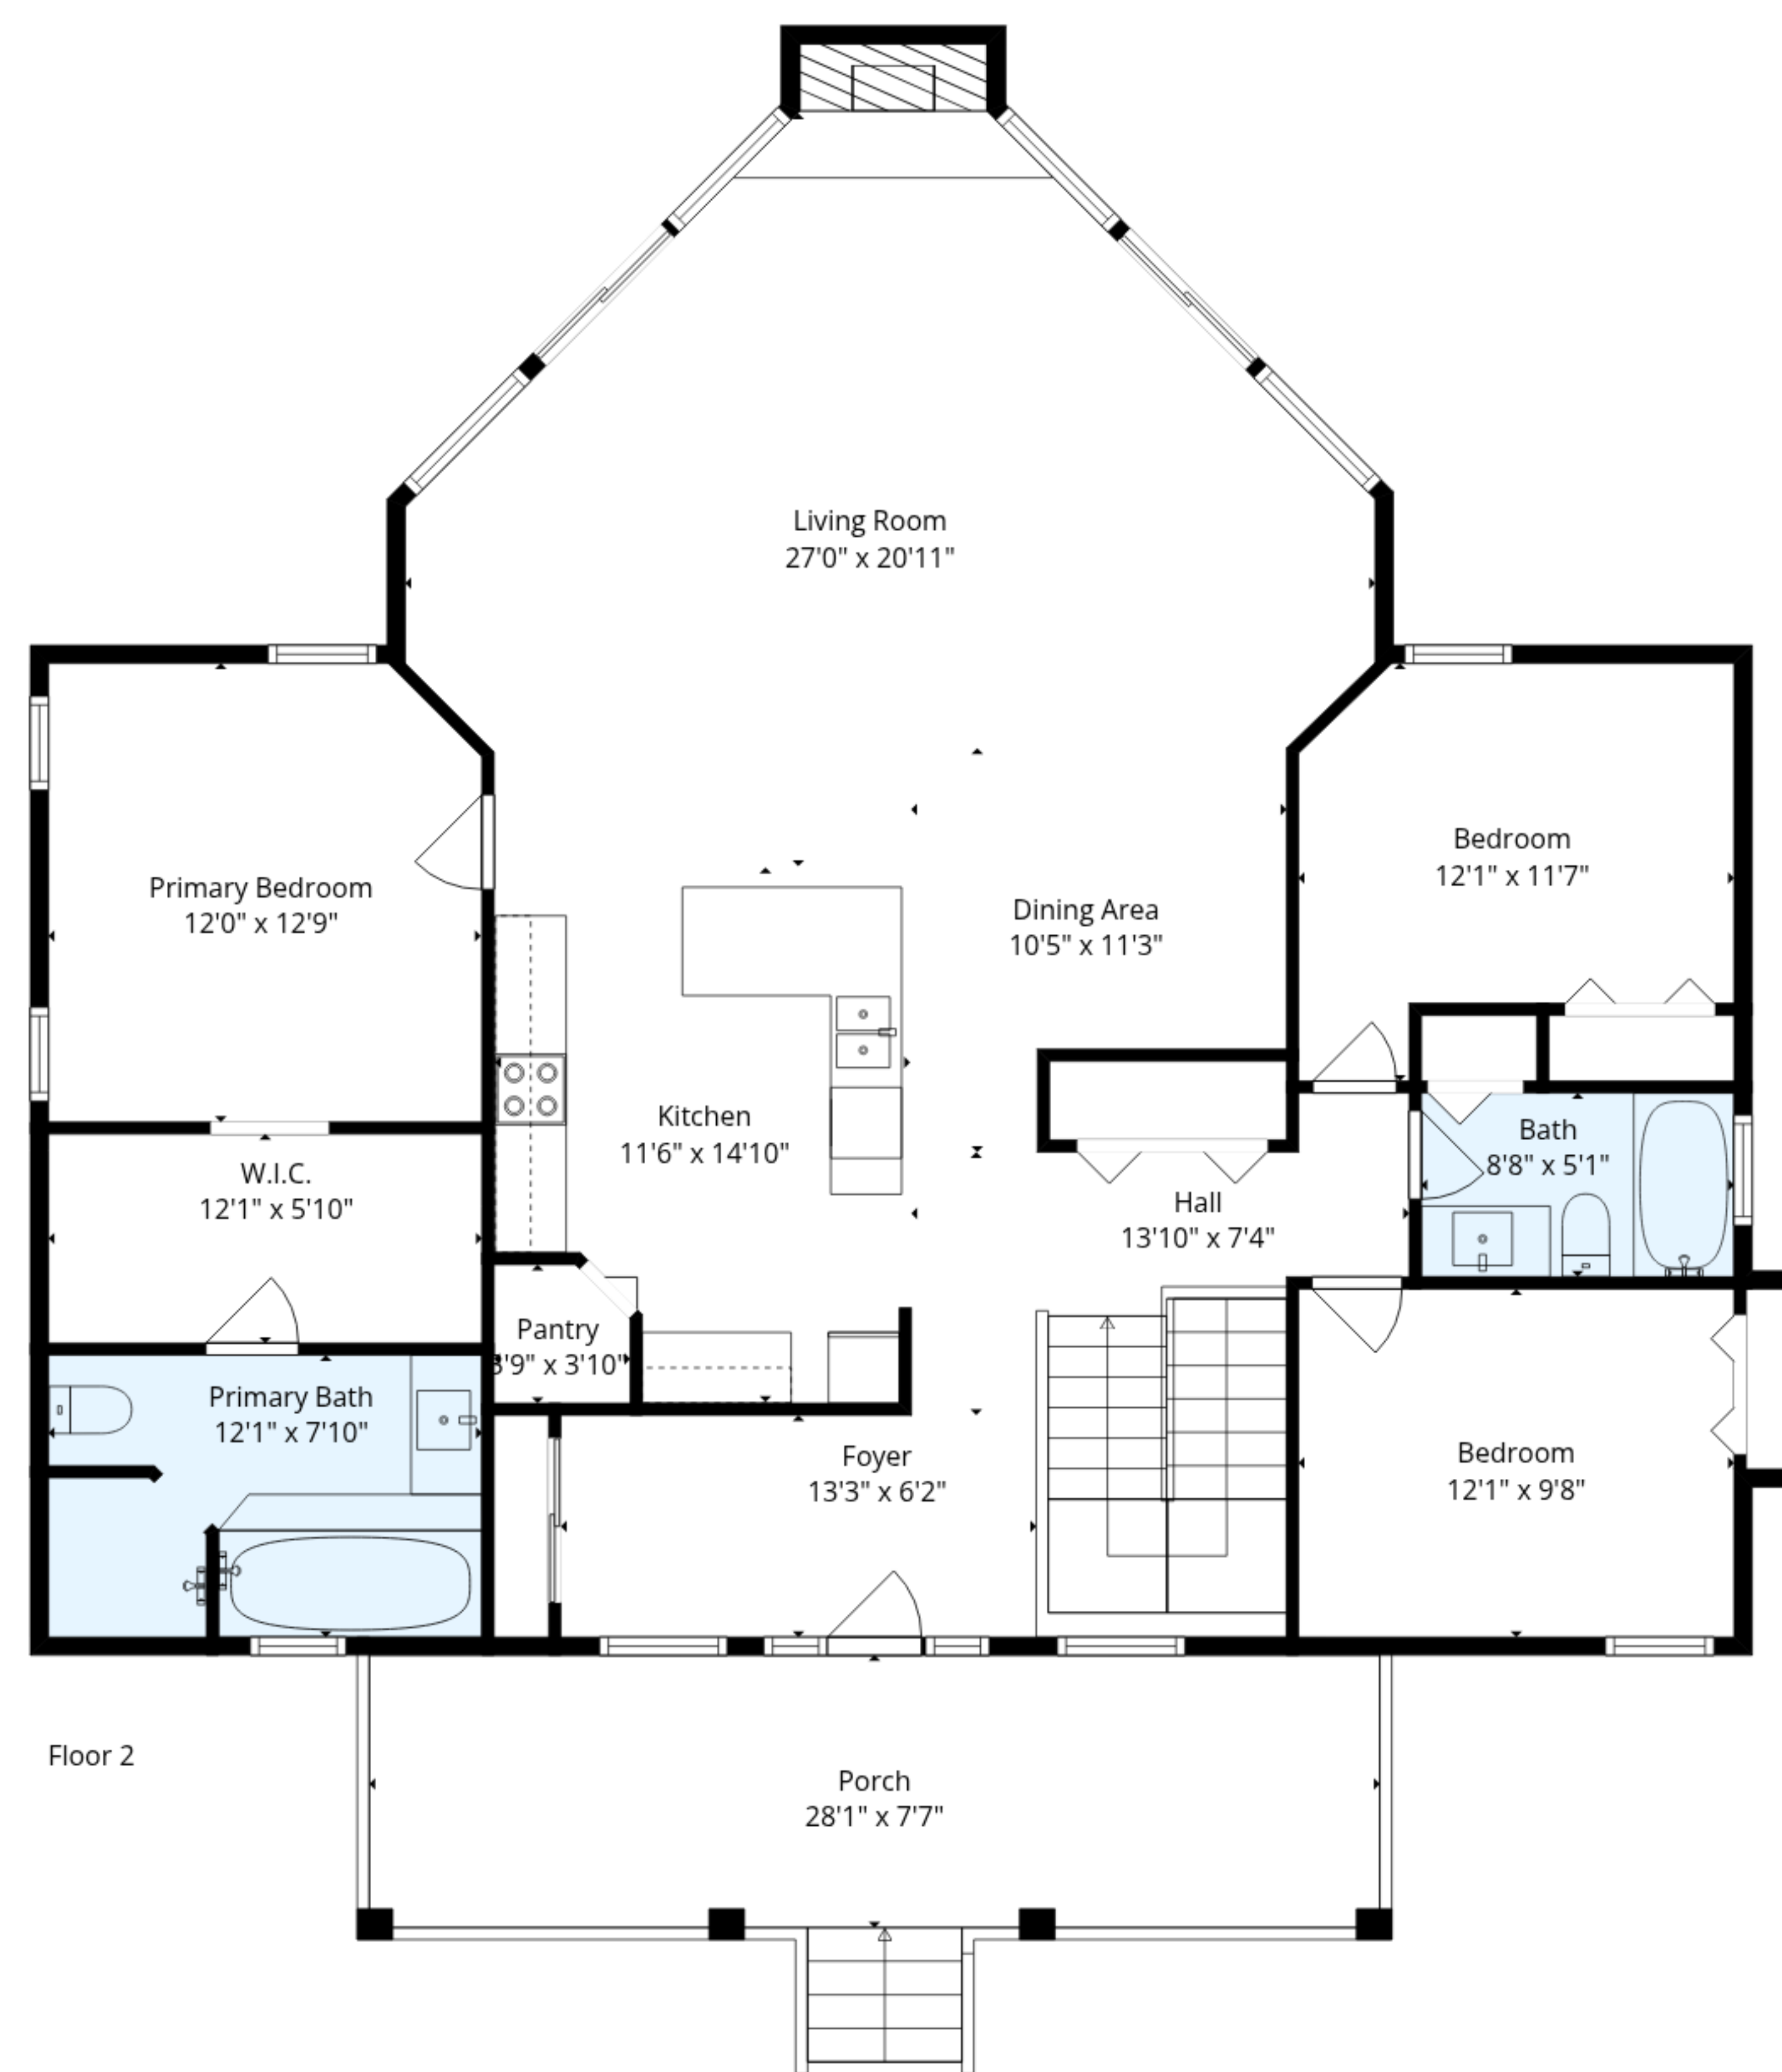 Living Room
27'0" x 20'11"
Primary Bedroom
12'0" x 12'9"
Bedroom
12'1" x 11'7"
Dining Area
10'5" x 11'3"
Kitchen
11'6" x 14'10"
Bath
8'8" x 5'1"
W.I.C.
12'1" x 5'10"
Hall
13'10" x 7'4"
Pantry
x 3'10"
Primary Bath
12'1" x 7'10"
Foyer
13'3" x 6'2"
Bedroom
12'1" x 9'8"
Floor 2
Porch
28'1" x 7'7"